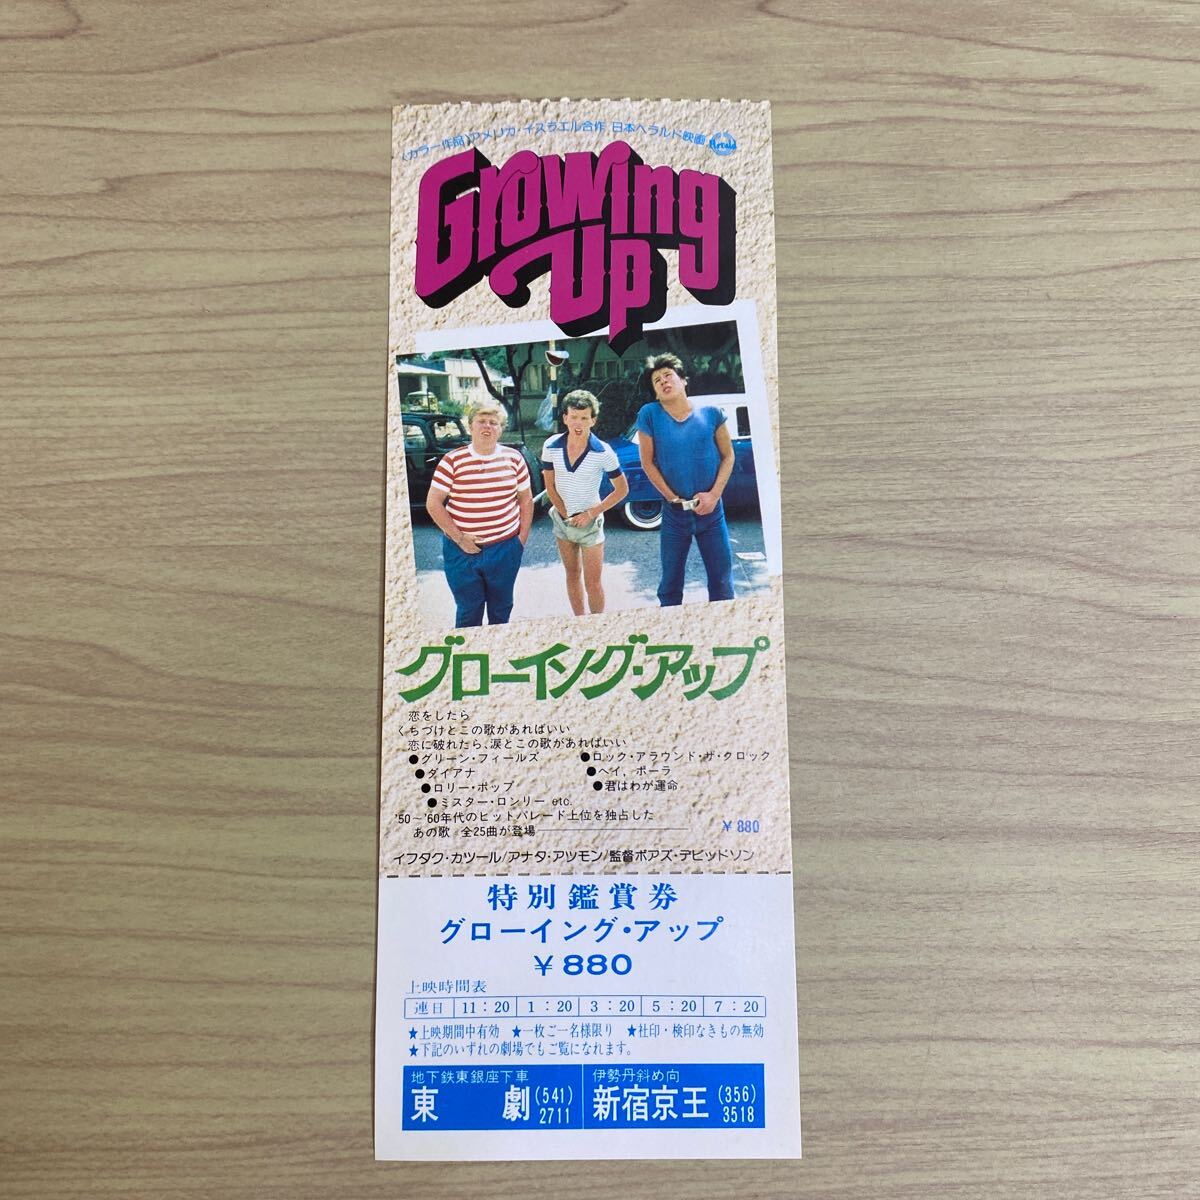 〈カラー作品〉アメリカ・イスラエル合作 日本ヘラルド映画 Herald
Growing
Up
グローイング・アップ
恋をしたら
くちづけとこの歌があればいい
恋に破れたら、涙とこの歌があればいい
●グリーン・フィールズ ●ロック・アラウンド・ザ・クロック
●ダイアナ ●ヘイ,ポーラ
●ロリー・ポップ ●君はわが運命
●ミスター・ロンリー etc.
'50〜'60年代のヒットパレード上位を独占した
あの歌 全25曲が登場
￥880
イフタク・カツール/アナタ・アツモン/監督ボアズ・デビッドソン
特別鑑賞券
グローイング・アップ
￥880
上映時間表
連日 11:20 1:20 3:20 5:20 7:20
★上映期間中有効 ★一枚ご一名様限り ★社印・検印なきもの無効
★下記のいずれの劇場でもご覧になれます。
地下鉄東銀座下車
東劇 (541) 2711
伊勢丹斜め向
新宿京王 (356) 3518